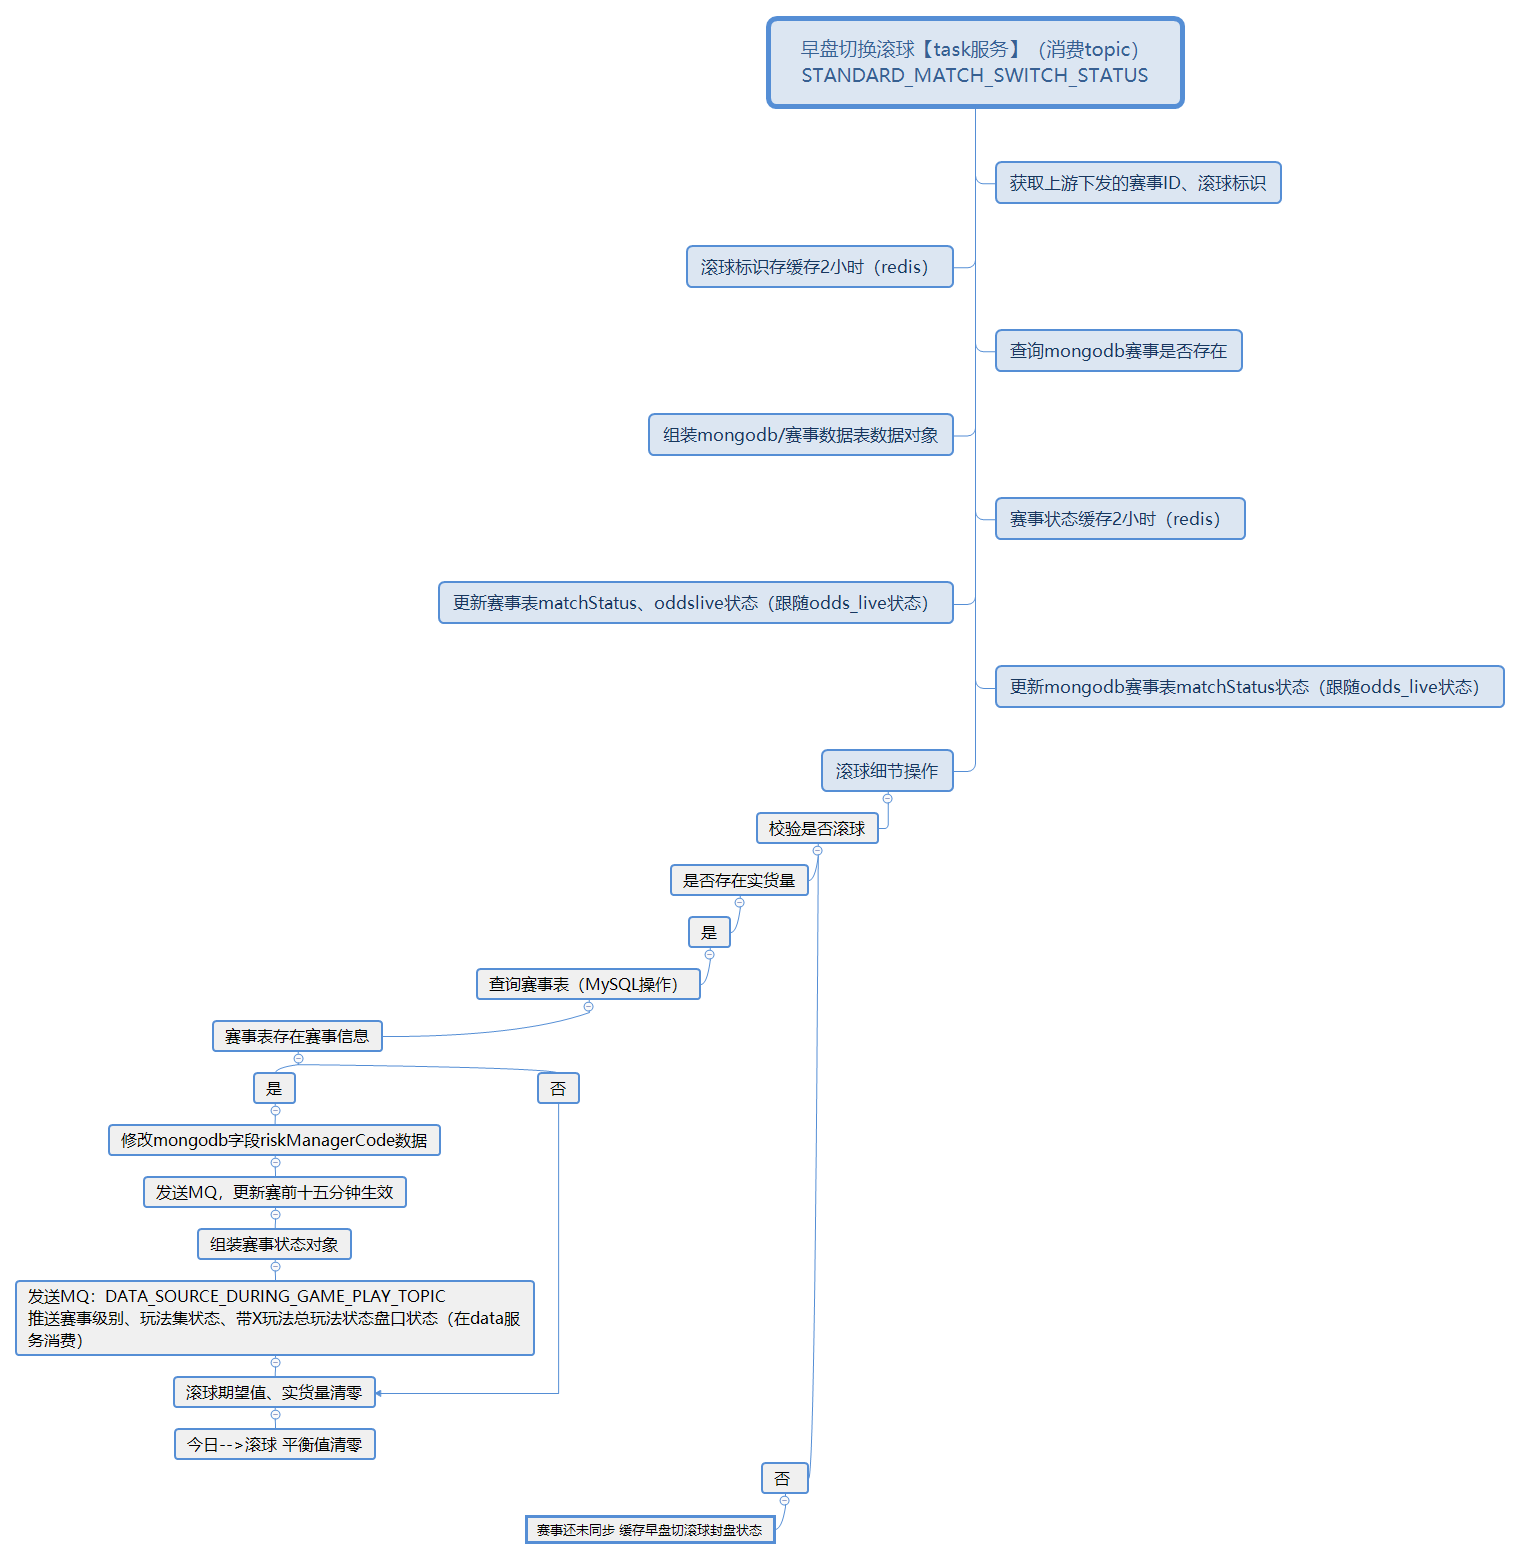 早盘切换滚球【task服务】（消费topic）
STANDARD_MATCH_SWITCH_STATUS
获取上游下发的赛事ID、滚球标识
滚球标识存缓存2小时（redis）
查询mongodb赛事是否存在
组装mongodb/赛事数据表数据对象
赛事状态缓存2小时（redis）
更新赛事表matchStatus、oddslive状态（跟随odds_live状态）
更新mongodb赛事表matchStatus状态（跟随odds_live状态）
滚球细节操作
校验是否滚球
是否存在实货量
是
查询赛事表（MySQL操作）
赛事表存在赛事信息
是
否
修改mongodb字段riskManagerCode数据
发送MQ，更新赛前十五分钟生效
组装赛事状态对象
发送MQ：DATA_SOURCE_DURING_GAME_PLAY_TOPIC
推送赛事级别、玩法集状态、带X玩法总玩法状态盘口状态（在data服
务消费）
滚球期望值、实货量清零
今日-->滚球 平衡值清零
否
赛事还未同步 缓存早盘切滚球封盘状态